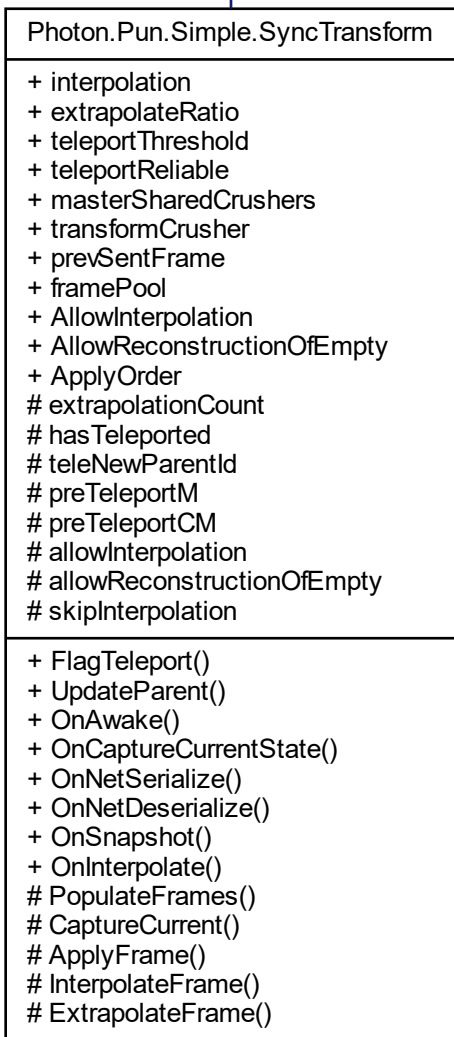 Photon.Pun.Simple.SyncTransform
+ interpolation
+ extrapolateRatio
+ teleportThreshold
+ teleportReliable
+ masterSharedCrushers
+ transformCrusher
+ prevSentFrame
+ framePool
+ AllowInterpolation
+ AllowReconstructionOfEmpty
+ ApplyOrder
# extrapolationCount
# hasTeleported
# teleNewParentId
# preTeleportM
# preTeleportCM
# allowInterpolation
# allowReconstructionOfEmpty
# skipInterpolation
+ FlagTeleport()
+ UpdateParent()
+ OnAwake()
+ OnCaptureCurrentState()
+ OnNetSerialize()
+ OnNetDeserialize()
+ OnSnapshot()
+ OnInterpolate()
# PopulateFrames()
# CaptureCurrent()
# ApplyFrame()
# InterpolateFrame()
# ExtrapolateFrame()